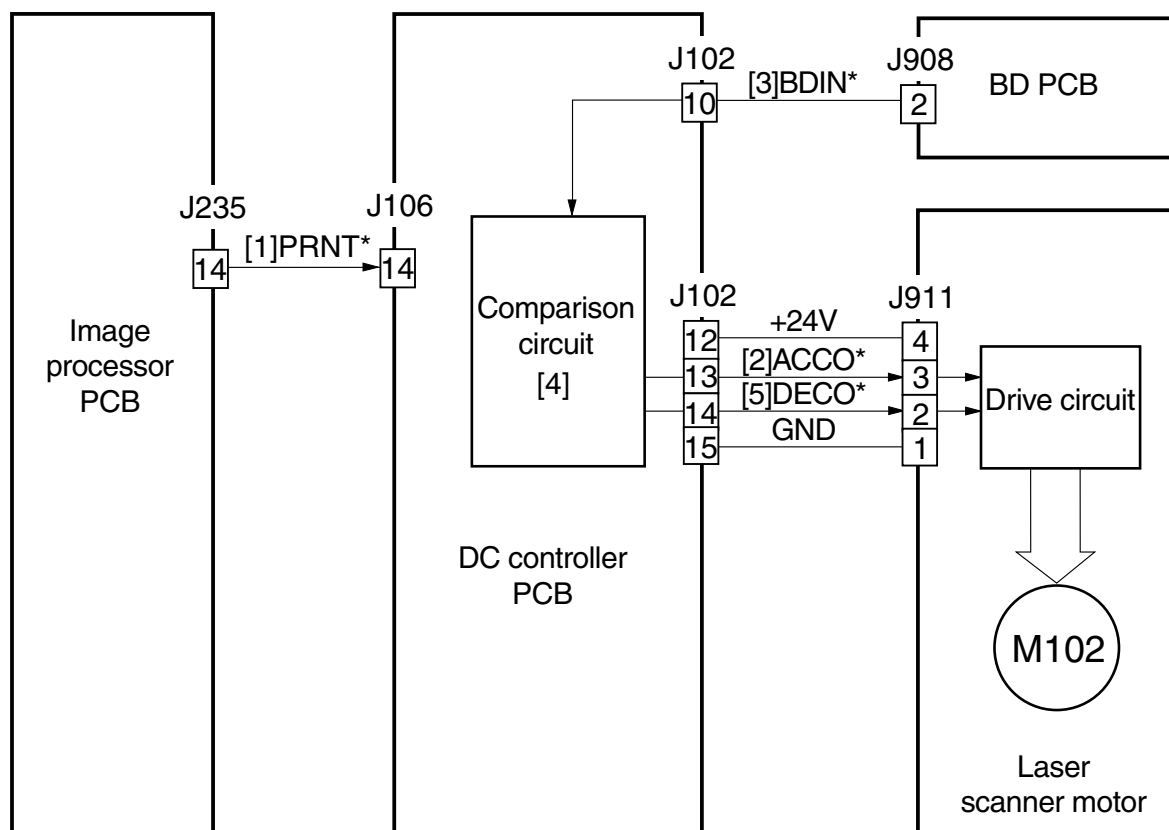 J102
J908
[3]BDIN*
10
2
BD PCB
J235
J106
[1]PRNT*
14
14
J102
J911
Image
processor
PCB
Comparison
circuit
[4]
12
+24V
4
13
[2]ACCO*
3
14
[5]DECO*
2
15
GND
1
Drive circuit
DC controller
PCB
M102
Laser
scanner motor